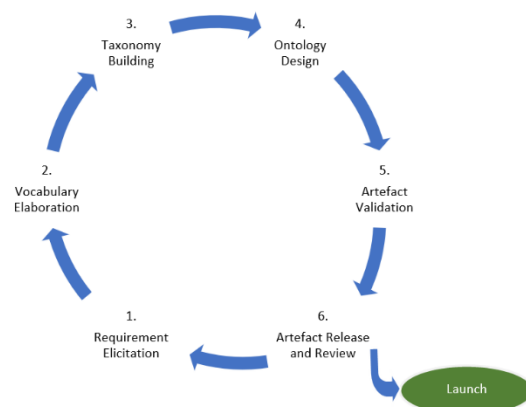 3.
Taxonomy
Building
4.
Ontology
Design
2.
Vocabulary
Elaboration
5.
Artefact
Validation
1.
Requirement
Elicitation
6.
Artefact Release
and Review
Launch